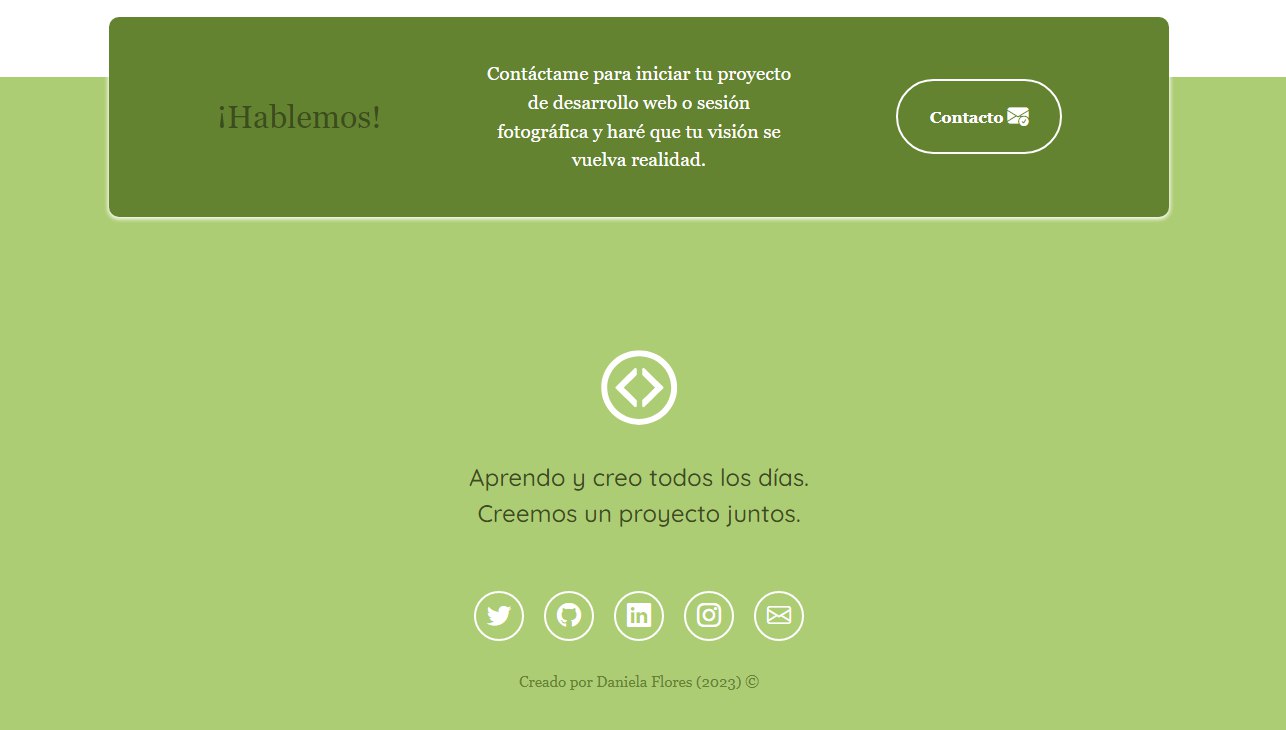 ¡Hablemos!
Contáctame para iniciar tu proyecto
de desarrollo web o sesión
fotográfica y haré que tu visión se
vuelva realidad.
Contacto
Aprendo y creo todos los días.
Creemos un proyecto juntos.
in
Creado por Daniela Flores (2023) ©